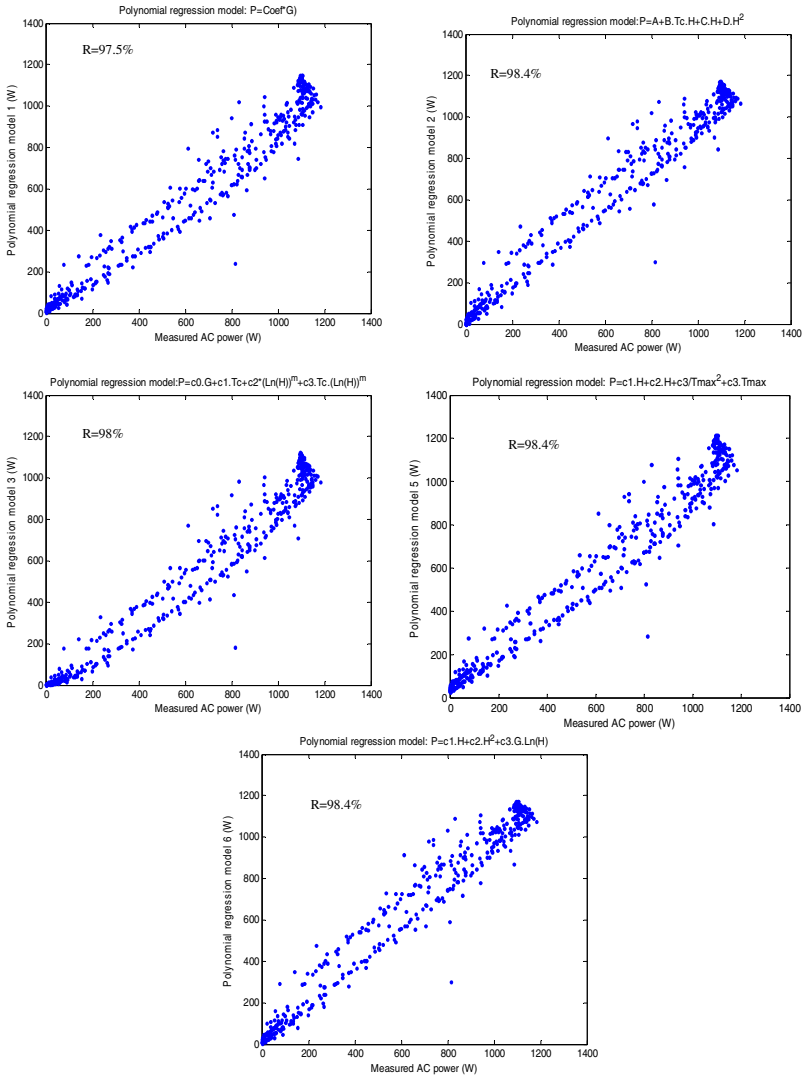 Polynomial regression model: P=Coef*G)
R=97.5%
Polynomial regression model 1 (W)
1400
1200
1000
800
600
400
200
0
0 200 400 600 800 1000 1200 1400
Measured AC power (W)
Polynomial regression model:P=A+B.Tc.H+C.H+D.H²
R=98.4%
Polynomial regression model 2 (W)
1400
1200
1000
800
600
400
200
0
0 200 400 600 800 1000 1200 1400
Measured AC power (W)
Polynomial regression model:P=c0.G+c1.Tc+c2*(Ln(H))ᵐ+c3.Tc.(Ln(H))ᵐ
R=98%
Polynomial regression model 3 (W)
1400
1200
1000
800
600
400
200
0
0 200 400 600 800 1000 1200 1400
Measured AC power (W)
Polynomial regression model: P=c1.H+c2.H+c3/Tmax²+c3.Tmax
R=98.4%
Polynomial regression model 5 (W)
1400
1200
1000
800
600
400
200
0
0 200 400 600 800 1000 1200 1400
Measured AC power (W)
Polynomial regression model: P=c1.H+c2.H²+c3.G.Ln(H)
R=98.4%
Polynomial regression model 6 (W)
1400
1200
1000
800
600
400
200
0
0 200 400 600 800 1000 1200 1400
Measured AC power (W)